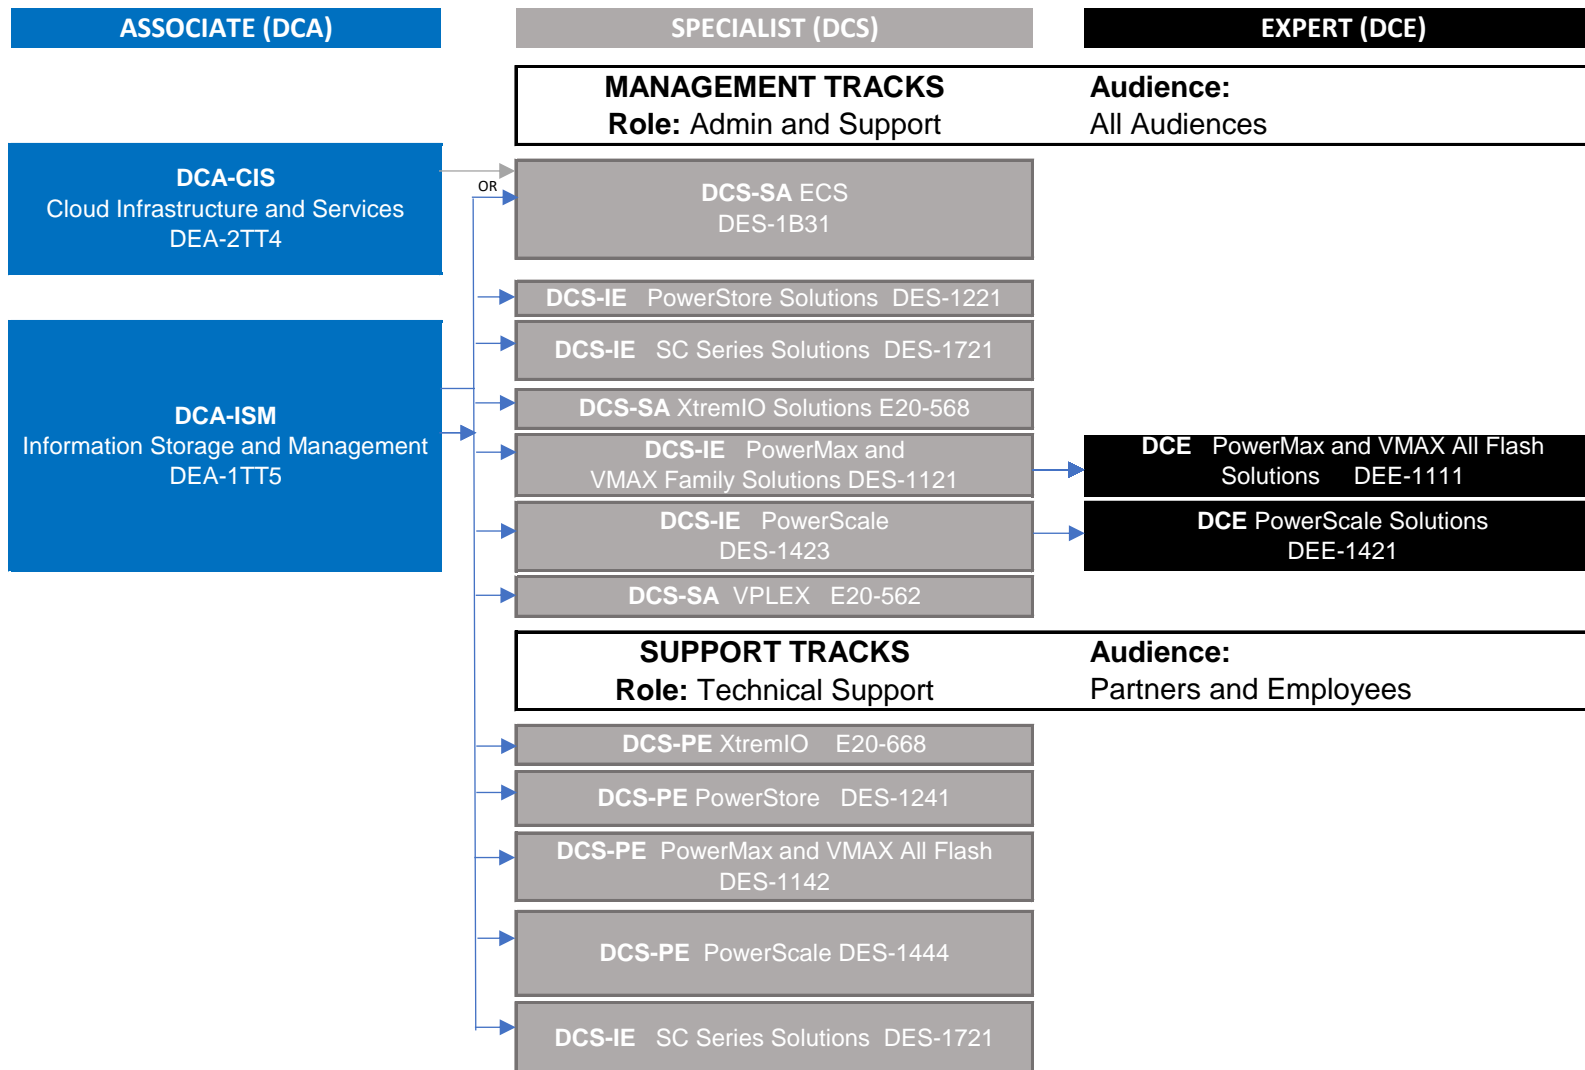 ASSOCIATE (DCA)
SPECIALIST (DCS)
EXPERT (DCE)
MANAGEMENT TRACKS
Role: Admin and Support
Audience:
All Audiences
DCA-CIS
Cloud Infrastructure and Services
DEA-2TT4
OR
DCS-SA ECS
DES-1B31
DCS-IE PowerStore Solutions DES-1221
DCS-IE SC Series Solutions DES-1721
DCA-ISM
Information Storage and Management
DEA-1TT5
DCS-SA XtremIO Solutions E20-568
DCS-IE PowerMax and
VMAX Family Solutions DES-1121
DCE PowerMax and VMAX All Flash
Solutions DEE-1111
DCS-IE PowerScale
DES-1423
DCE PowerScale Solutions
DEE-1421
DCS-SA VPLEX E20-562
SUPPORT TRACKS
Role: Technical Support
Audience:
Partners and Employees
DCS-PE XtremIO E20-668
DCS-PE PowerStore DES-1241
DCS-PE PowerMax and VMAX All Flash
DES-1142
DCS-PE PowerScale DES-1444
DCS-IE SC Series Solutions DES-1721